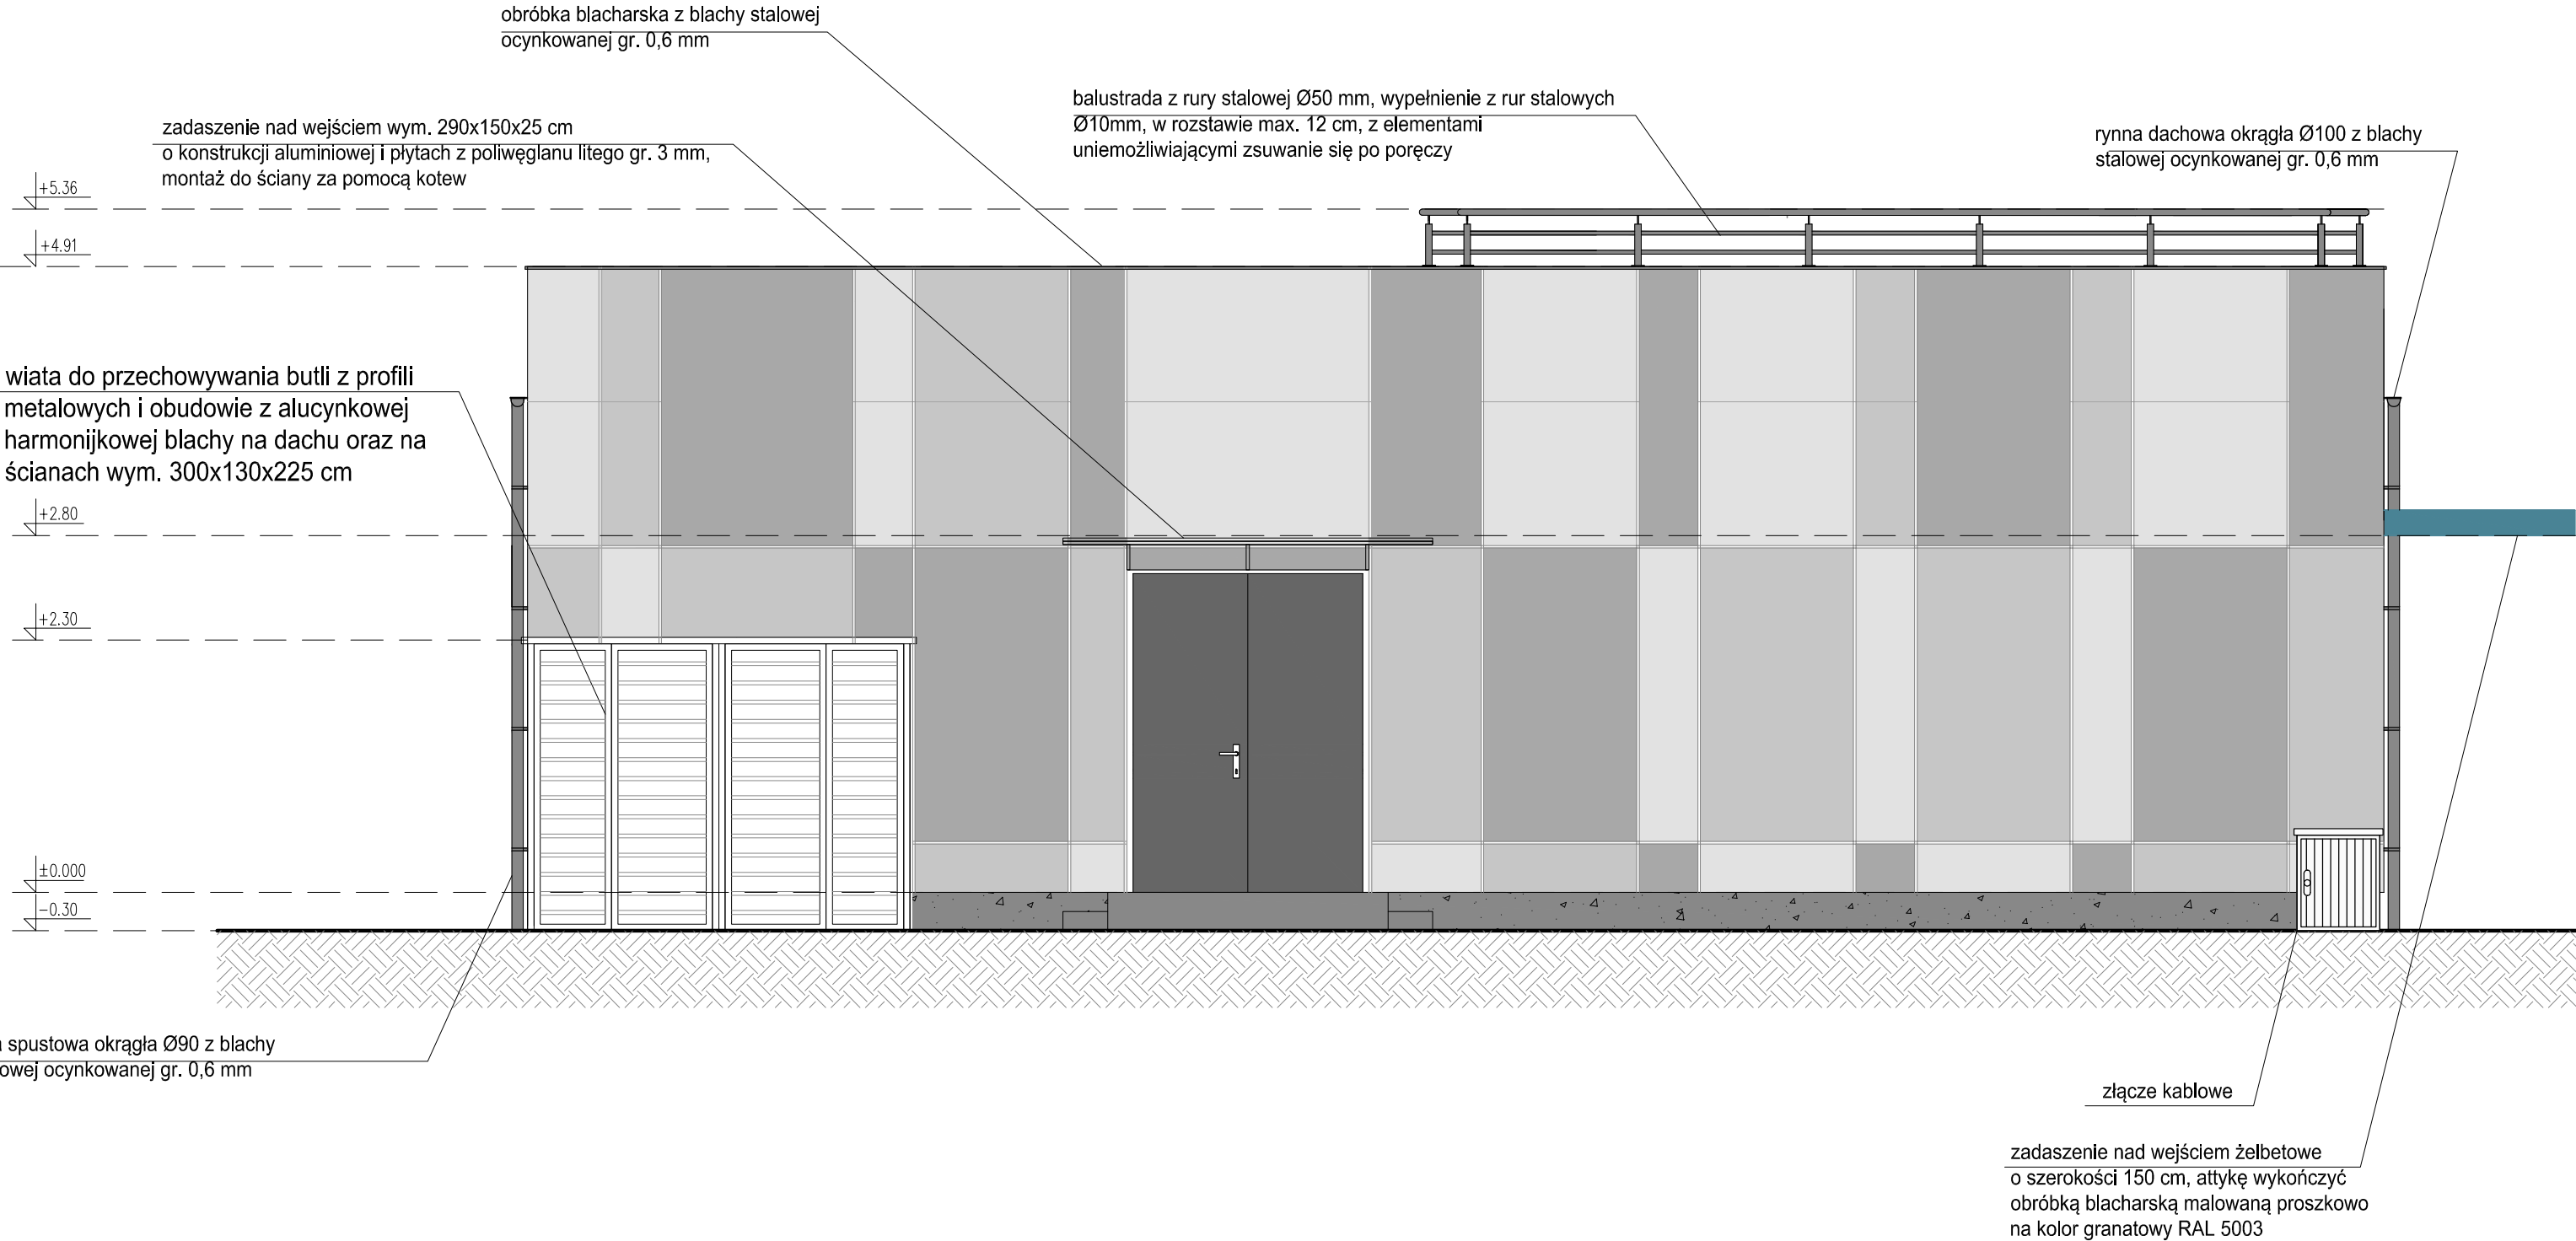 obróbka blacharska z blachy stalowej
ocynkowanej gr. 0,6 mm
balustrada z rury stalowej Ø50 mm, wypełnienie z rur stalowych
Ø10mm, w rozstawie max. 12 cm, z elementami
uniemożliwiającymi zsuwanie się po poręczy
zadaszenie nad wejściem wym. 290x150x25 cm
o konstrukcji aluminiowej i płytach z poliwęglanu litego gr. 3 mm,
montaż do ściany za pomocą kotew
rynna dachowa okrągła Ø100 z blachy
stalowej ocynkowanej gr. 0,6 mm
+5.36
+4.91
wiata do przechowywania butli z profili
metalowych i obudowie z alucynkowej
harmonijkowej blachy na dachu oraz na
ścianach wym. 300x130x225 cm
+2.80
+2.30
±0.000
-0.30
spustowa okrągła Ø90 z blachy
ocynkowanej gr. 0,6 mm
złącze kablowe
zadaszenie nad wejściem żelbetowe
o szerokości 150 cm, attykę wykończyć
obróbką blacharską malowaną proszkowo
na kolor granatowy RAL 5003